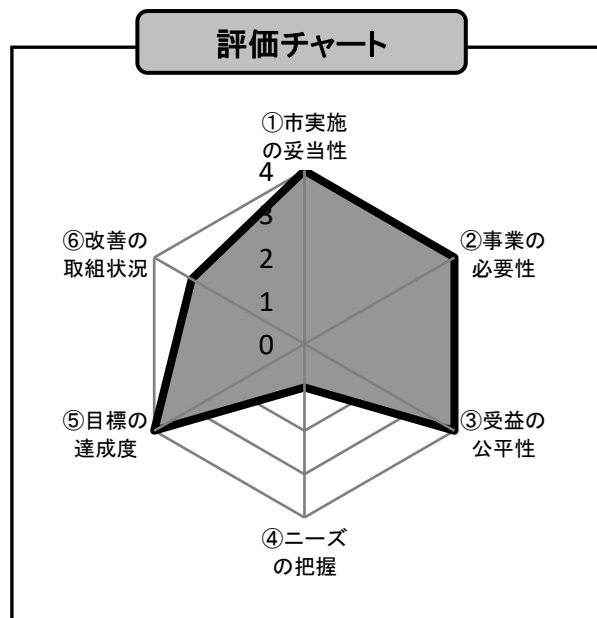 評価チャート
①市実施
の妥当性
4
3
2
1
0
②事業の
必要性
③受益の
公平性
④ニーズ
の把握
⑤目標の
達成度
⑥改善の
取組状況